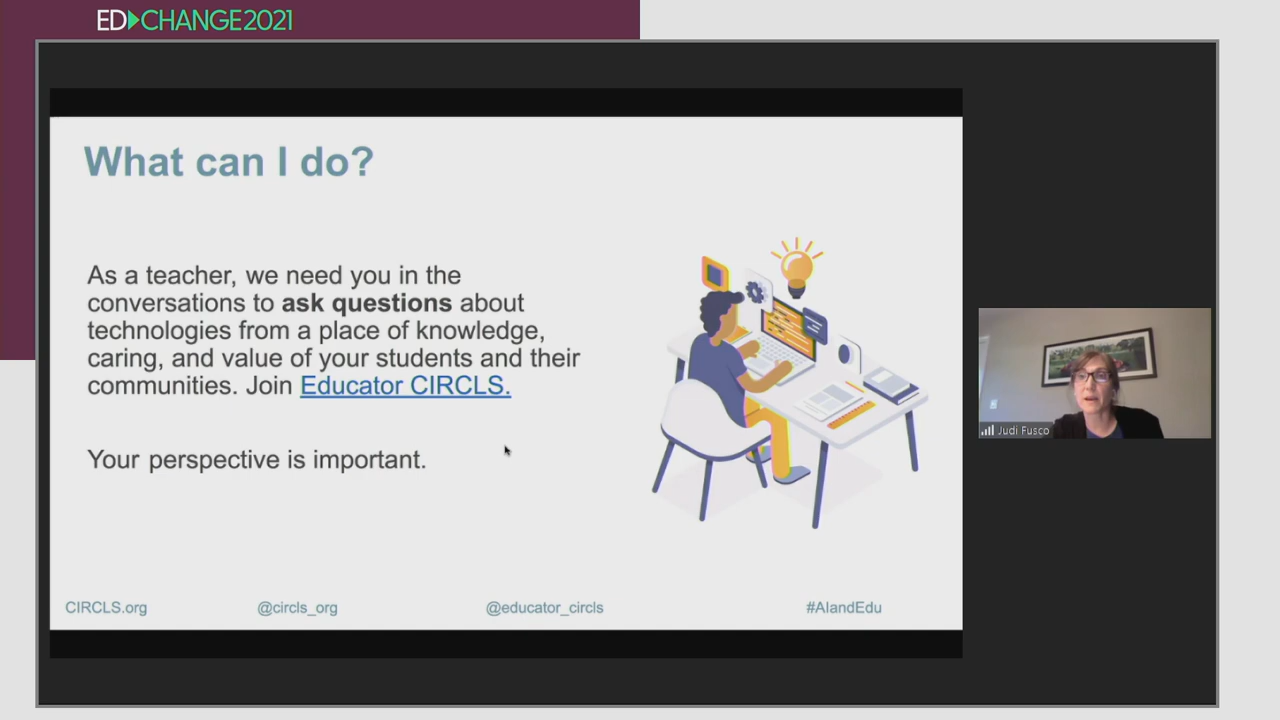 ED CHANGE2021
What can I do?
As a teacher, we need you in the
conversations to ask questions about
technologies from a place of knowledge,
caring, and value of your students and their
communities. Join Educator CIRCLS.
Your perspective is important.
CIRCLS.org
@circls_org
@educator_circls
#AIandEdu
Judi Fusco